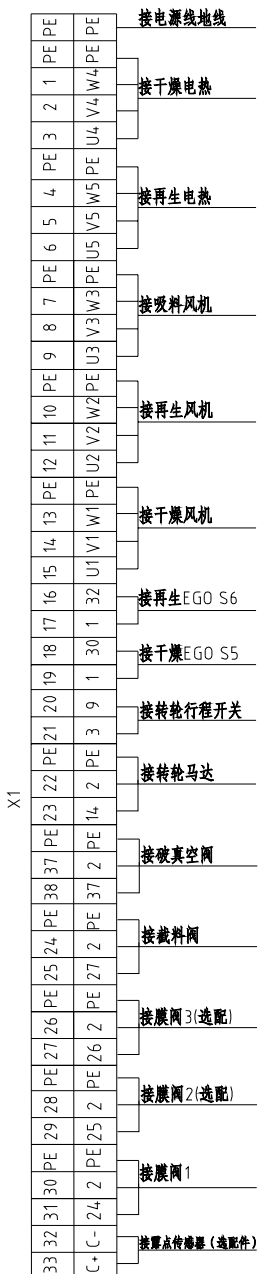 X1
PE PE 接电源线地线
PE PE
1 W4 接干燥电热
2 V4
3 U4
PE PE
4 W5 接再生电热
5 V5
6 U5
PE PE
7 W3 接吸料风机
8 V3
9 U3
PE PE
10 W2 接再生风机
11 V2
12 U2
PE PE
13 W1 接干燥风机
14 V1
15 U1
16 32 接再生EGO S6
17 1
18 30 接干燥EGO S5
19 1
20 9 接转轮行程开关
21 3
PE PE
22 2 接转轮马达
23 14
PE PE
37 2 接破真空阀
38 37
PE PE
24 2 接截料阀
25 27
PE PE
26 2 接膜阀3(选配)
27 26
PE PE
28 2 接膜阀2(选配)
29 25
PE PE
30 2 接膜阀1
31 24
32 C- 接露点传感器（选配件）
33 C+